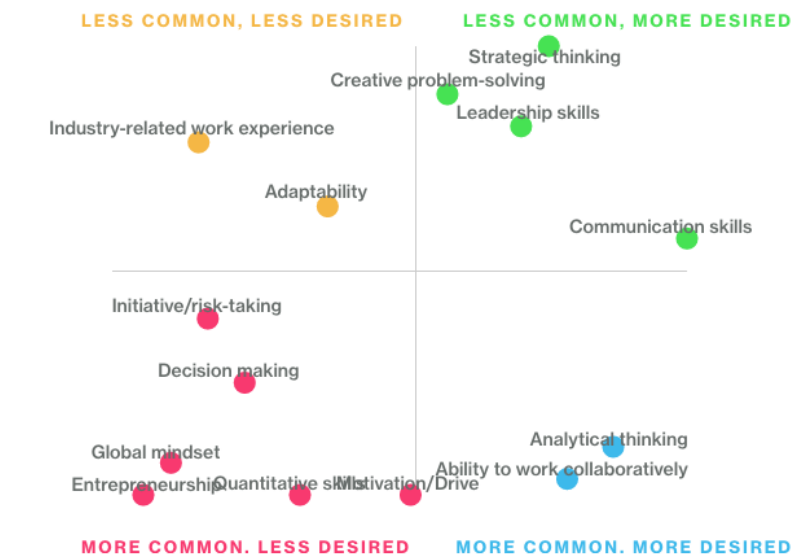 LESS COMMON, LESS DESIRED
LESS COMMON, MORE DESIRED
Strategic thinking
Creative problem-solving
Leadership skills
Industry-related work experience
Adaptability
Communication skills
Initiative/risk-taking
Decision making
Analytical thinking
Global mindset
Ability to work collaboratively
Entrepreneurship
Quantitative skills
Motivation/Drive
MORE COMMON. LESS DESIRED
MORE COMMON. MORE DESIRED